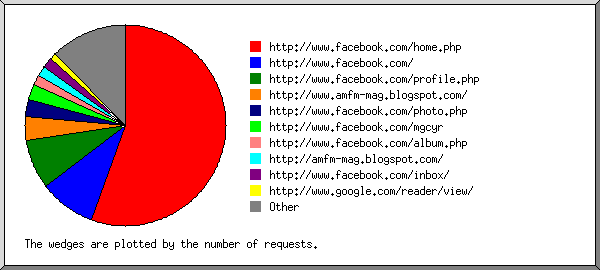 http://www.facebook.com/home.php
http://www.facebook.com/
http://www.facebook.com/profile.php
http://www.amfm-mag.blogspot.com/
http://www.facebook.com/photo.php
http://www.facebook.com/mgcyr
http://www.facebook.com/album.php
http://amfm-mag.blogspot.com/
http://www.facebook.com/inbox/
http://www.google.com/reader/view/
Other
The wedges are plotted by the number of requests.